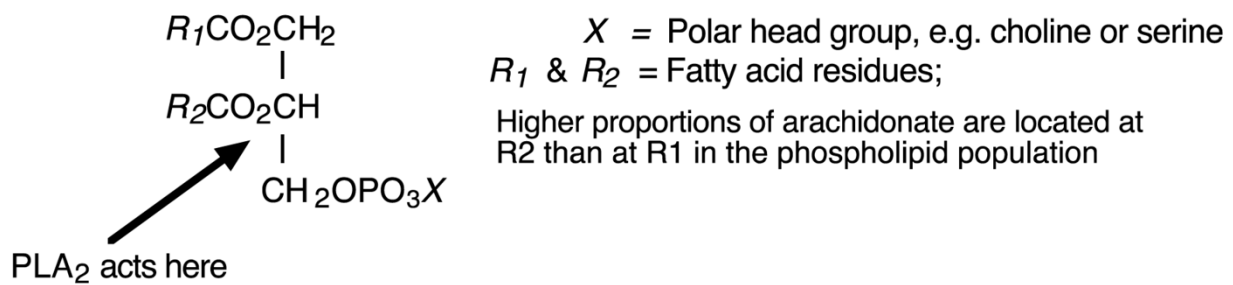 R₁CO₂CH₂
X = Polar head group, e.g. choline or serine
R₁ & R₂ = Fatty acid residues;
R₂CO₂CH
Higher proportions of arachidonate are located at
R2 than at R1 in the phospholipid population
CH₂OPO₃X
PLA₂ acts here